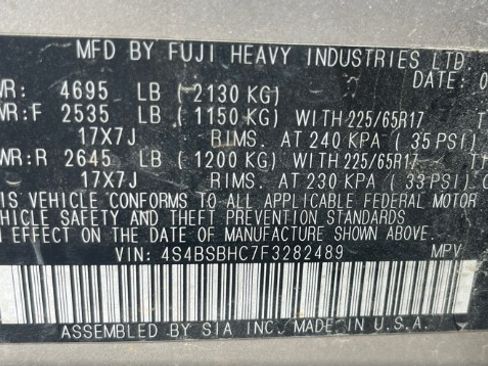 MFD BY FUJI HEAVY INDUSTRIES LTD
DATE: 0
WR: 4695 LB (2130 KG)
WR:F 2535 LB (1150 KG) WITH 225/65R17
17X7J RIMS. AT 240 KPA (35 PSI)
WR:R 2645 LB (1200 KG) WITH 225/65R17
17X7J RIMS. AT 230 KPA (33 PSI) C
IS VEHICLE CONFORMS TO ALL APPLICABLE FEDERAL MOTOR
HICLE SAFETY AND THEFT PREVENTION STANDARDS
EFFECT ON THE DATE OF MANUFACTURE SHOWN ABOVE.
VIN: 4S4BSBHC7F3282489 MPV
ASSEMBLED BY SIA INC. MADE IN U.S.A.